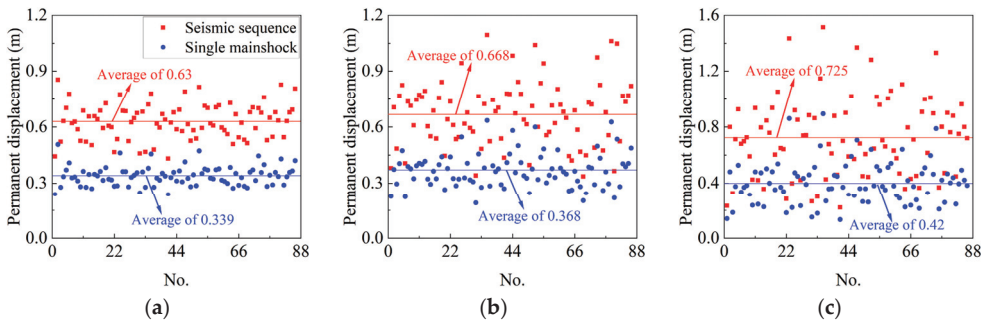 Permanent displacement (m)
1.2
0.9
0.6
0.3
0.0
Seismic sequence
Single mainshock
Average of 0.63
Average of 0.339
0 22 44 66 88
No.
(a)
Permanent displacement (m)
1.2
0.9
0.6
0.3
0.0
Average of 0.668
Average of 0.368
0 22 44 66 88
No.
(b)
Permanent displacement (m)
1.6
1.2
0.8
0.4
0.0
Average of 0.725
Average of 0.42
0 22 44 66 88
No.
(c)